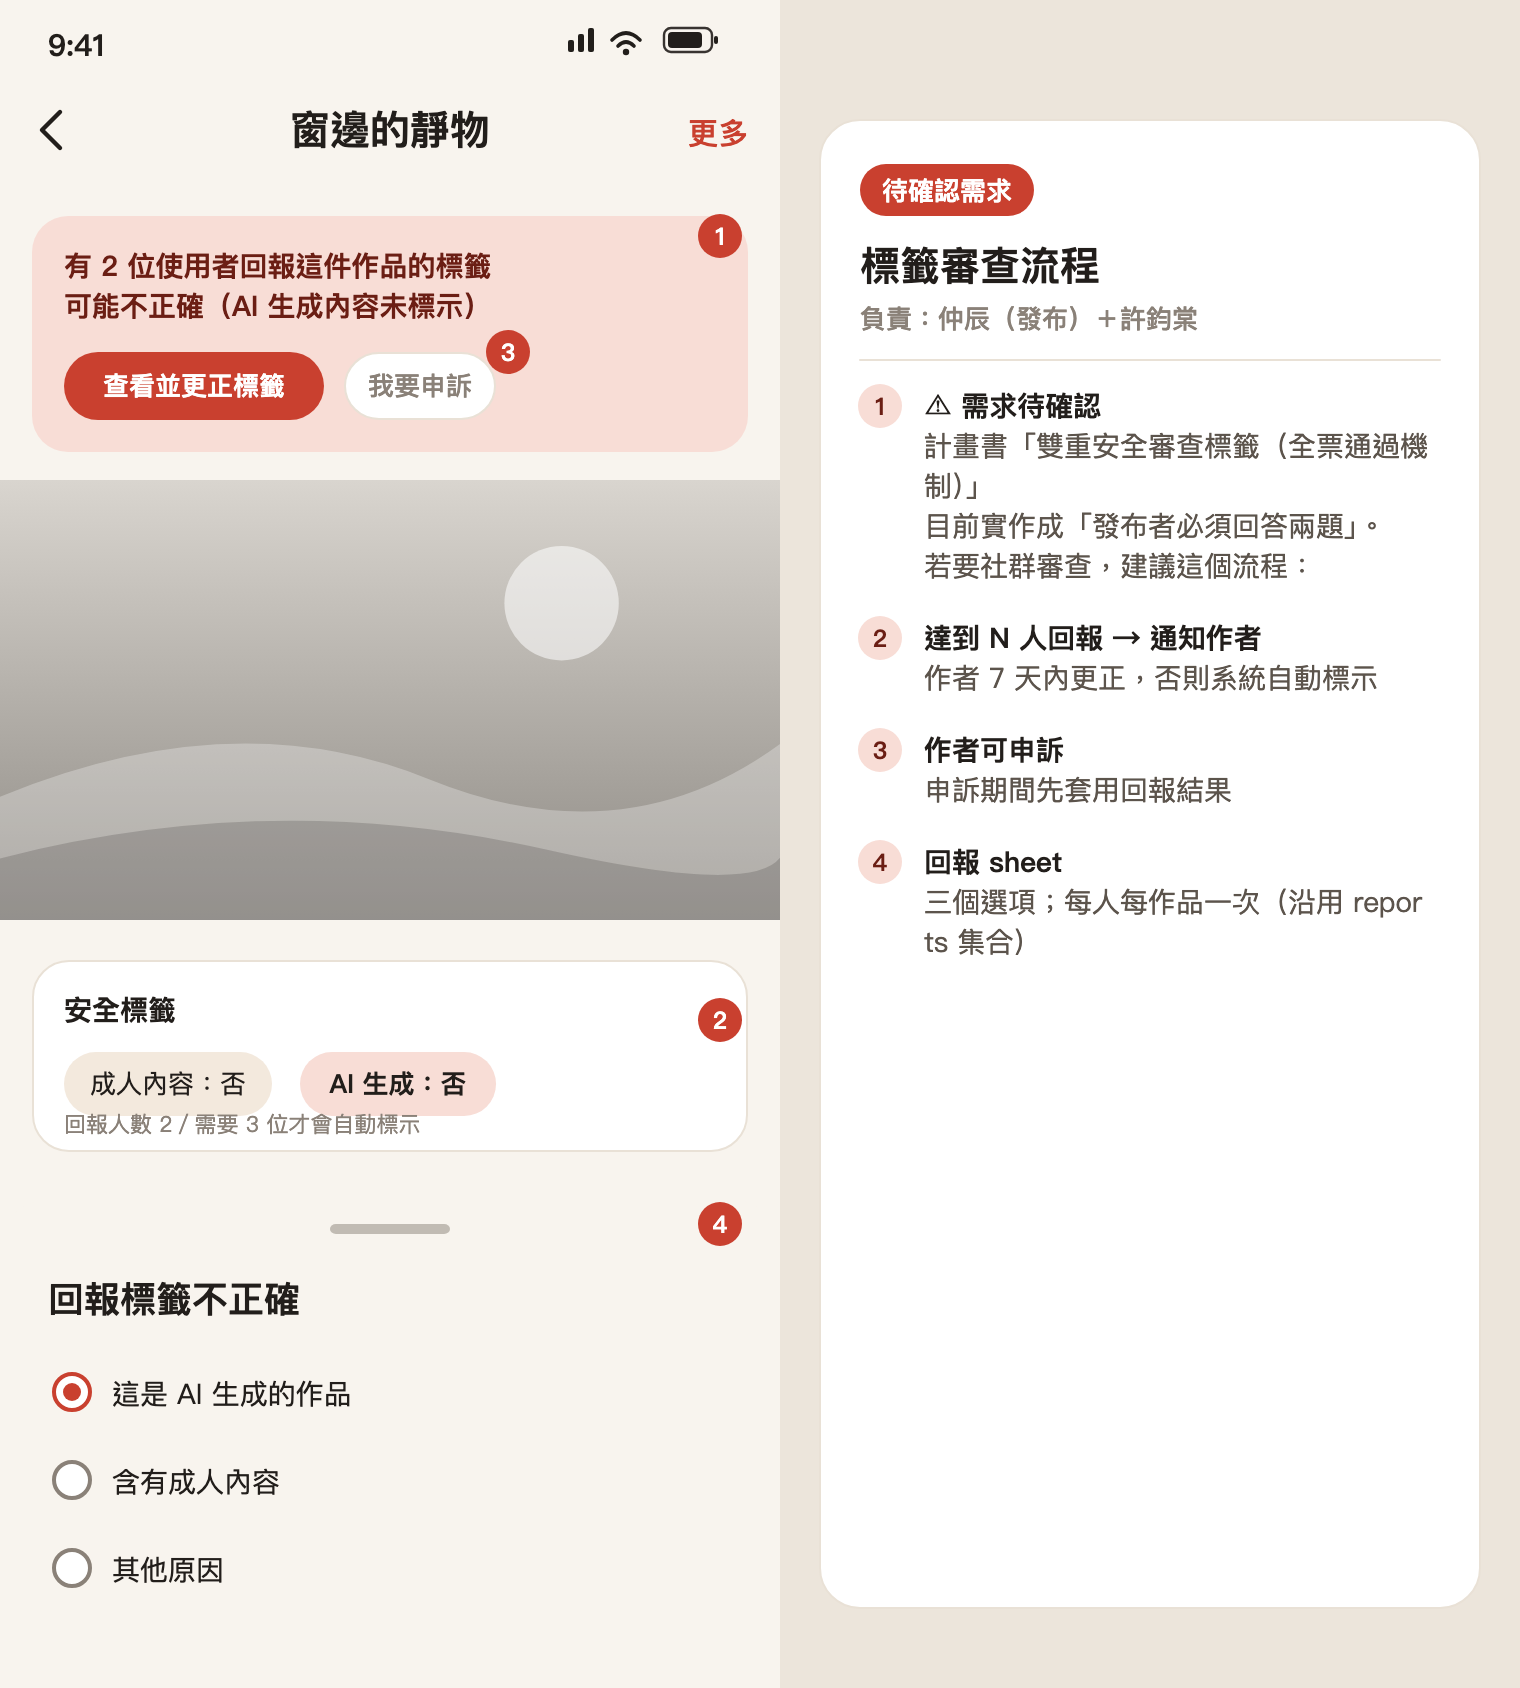 9:41
窗邊的靜物
更多
1
有 2 位使用者回報這件作品的標籤
可能不正確（AI 生成內容未標示）
3
查看並更正標籤
我要申訴
安全標籤
2
成人內容：否
AI 生成：否
回報人數 2 / 需要 3 位才會自動標示
4
回報標籤不正確
這是 AI 生成的作品
含有成人內容
其他原因
待確認需求
標籤審查流程
負責：仲辰（發布）＋許鈞棠
1
⚠ 需求待確認
計畫書「雙重安全審查標籤（全票通過機
制）」
目前實作成「發布者必須回答兩題」。
若要社群審查，建議這個流程：
2
達到 N 人回報 → 通知作者
作者 7 天內更正，否則系統自動標示
3
作者可申訴
申訴期間先套用回報結果
4
回報 sheet
三個選項；每人每作品一次（沿用 repor
ts 集合）